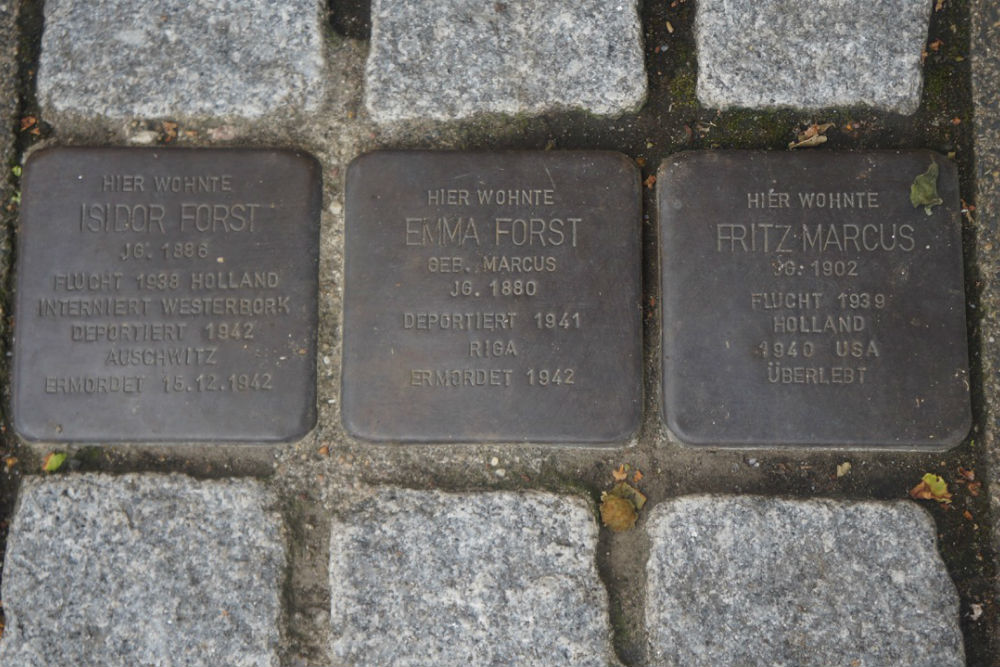 HIER WOHNTE
ISIDOR FORST
JG. 1886
FLUCHT 1938 HOLLAND
INTERNIERT WESTERBORK
DEPORTIERT 1942
AUSCHWITZ
ERMORDET 15.12.1942
HIER WOHNTE
EMMA FORST
GEB. MARCUS
JG. 1880
DEPORTIERT 1941
RIGA
ERMORDET 1942
HIER WOHNTE
FRITZ MARCUS
JG. 1902
FLUCHT 1939
HOLLAND
1940 USA
ÜBERLEBT